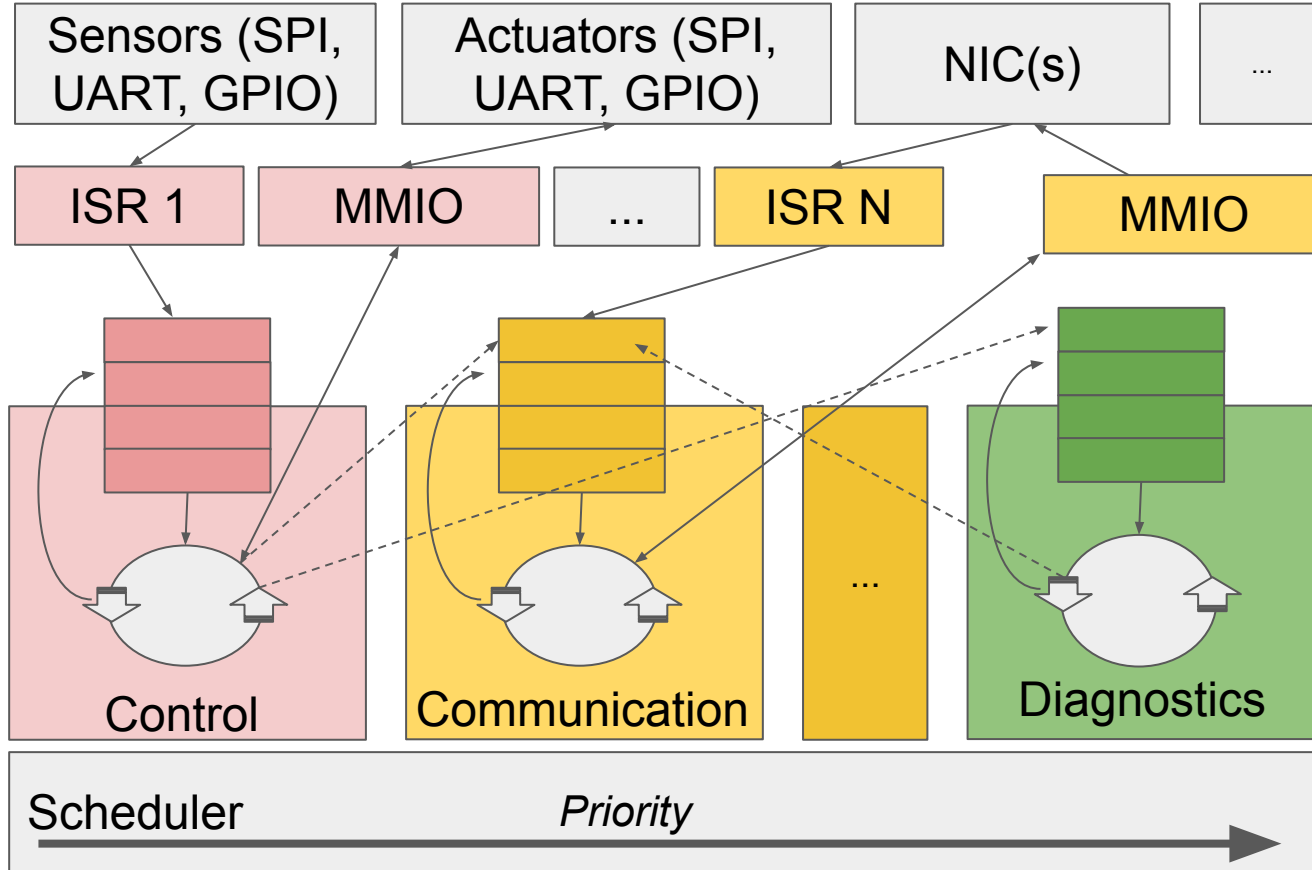 Sensors (SPI,
UART, GPIO)
Actuators (SPI,
UART, GPIO)
NIC(s)
...
ISR 1
MMIO
...
ISR N
MMIO
...
Control
Communication
Diagnostics
Scheduler
Priority